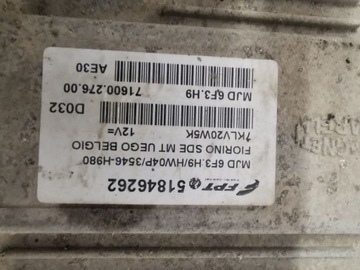 FPT 51846262
MJD 6F3.H9/HW04P/3546-H980
FIORINO SDE MT UEGO BELGIO
12V=
7KLV20W5K
D032
71600.276.00
MJD 6F3.H9
AE30